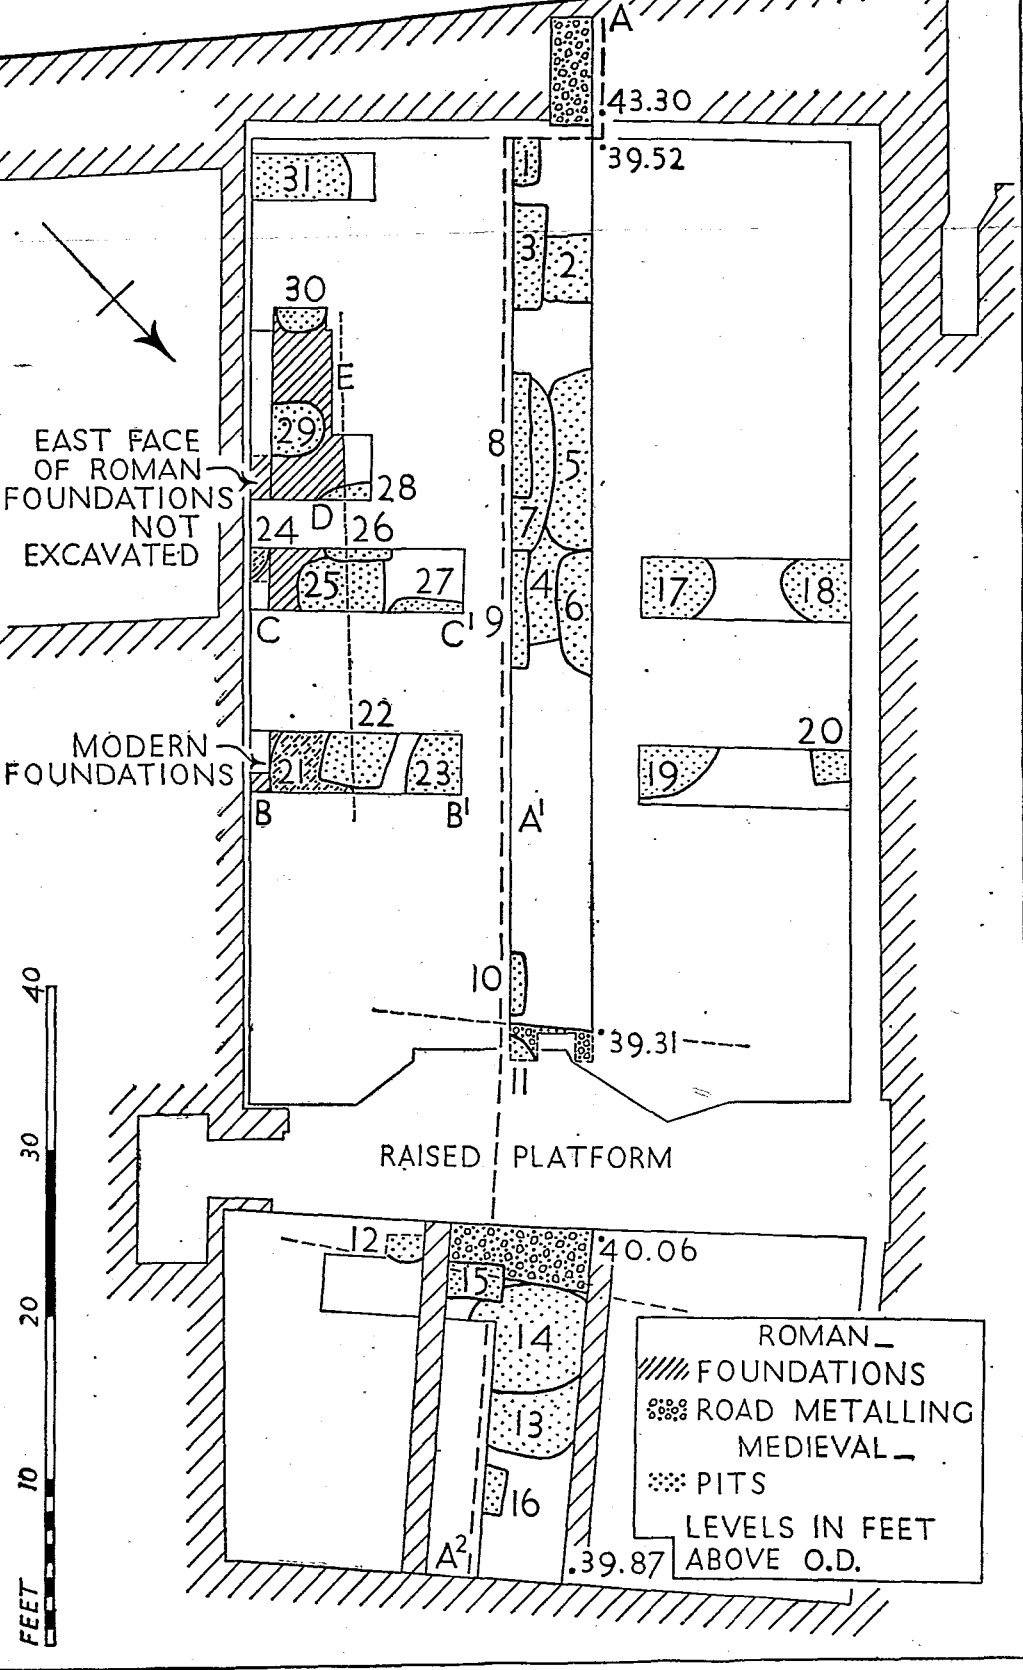 A
43.30
39.52
1
31
3
2
30
E
29
8
5
EAST FACE
OF ROMAN
FOUNDATIONS
NOT
EXCAVATED
28
D
7
24
26
25
27
4
6
17
18
C
C¹
9
22
20
MODERN
FOUNDATIONS
21
23
19
B
B¹
A¹
10
40
39.31
11
30
RAISED PLATFORM
12
40.06
15
20
14
13
ROMAN_
FOUNDATIONS
ROAD METALLING
MEDIEVAL_
PITS
LEVELS IN FEET
ABOVE O.D.
10
16
A²
39.87
FEET